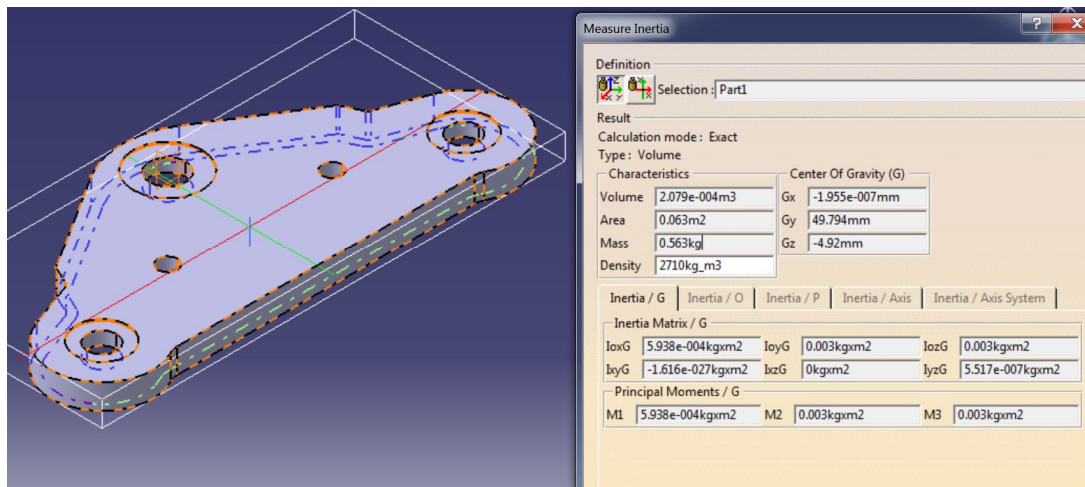 Measure Inertia
Definition
Selection : Part1
Result
Calculation mode : Exact
Type : Volume
Characteristics
Volume 2.079e-004m3
Area 0.063m2
Mass 0.563kg
Density 2710kg_m3
Center Of Gravity (G)
Gx -1.955e-007mm
Gy 49.794mm
Gz -4.92mm
Inertia / G Inertia / O Inertia / P Inertia / Axis Inertia / Axis System
Inertia Matrix / G
IoxG 5.938e-004kgxm2 IoyG 0.003kgxm2 IozG 0.003kgxm2
IxyG -1.616e-027kgxm2 IxzG 0kgxm2 IyzG 5.517e-007kgxm2
Principal Moments / G
M1 5.938e-004kgxm2 M2 0.003kgxm2 M3 0.003kgxm2